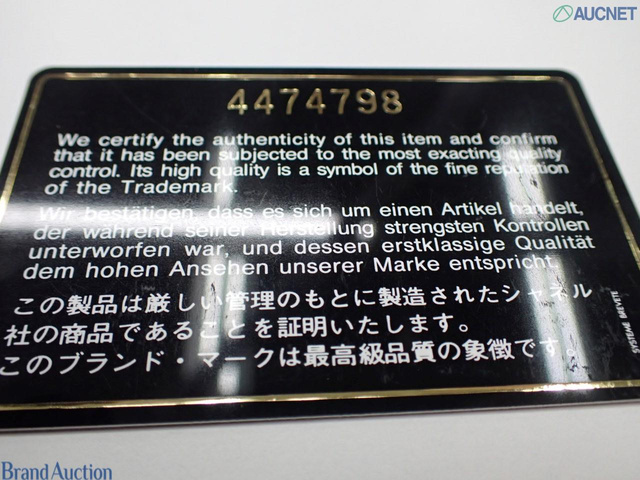 AUCNET
4474798
We certify the authenticity of this item and confirm
that it has been subjected to the most exacting quality
control. Its high quality is a symbol of the fine reputation
of the Trademark.
Wir bestätigen, dass es sich um einen Artikel handelt,
der während seiner Herstellung strengsten Kontrollen
unterworfen war, und dessen erstklassige Qualität
dem hohen Ansehen unserer Marke entspricht.
この製品は厳しい管理のもとに製造されたシャネル
社の商品であることを証明いたします。
このブランド・マークは最高級品質の象徴です
SYSTEME BREVETE
Brand Auction